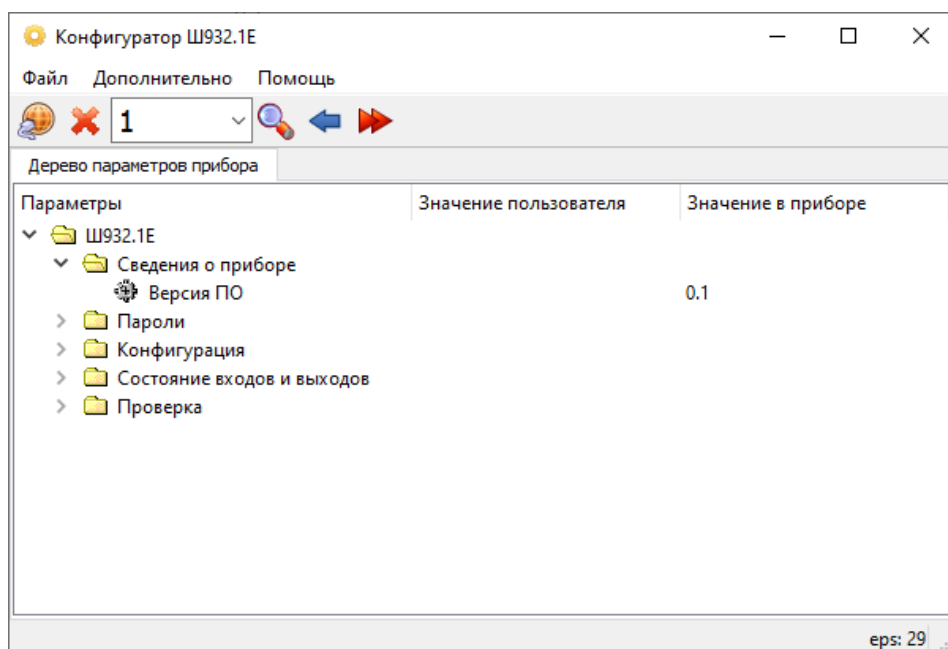 Конфигуратор Ш932.1Е
Файл Дополнительно Помощь
1
Дерево параметров прибора
Параметры Значение пользователя Значение в приборе
Ш932.1Е
Сведения о приборе
Версия ПО 0.1
Пароли
Конфигурация
Состояние входов и выходов
Проверка
eps: 29